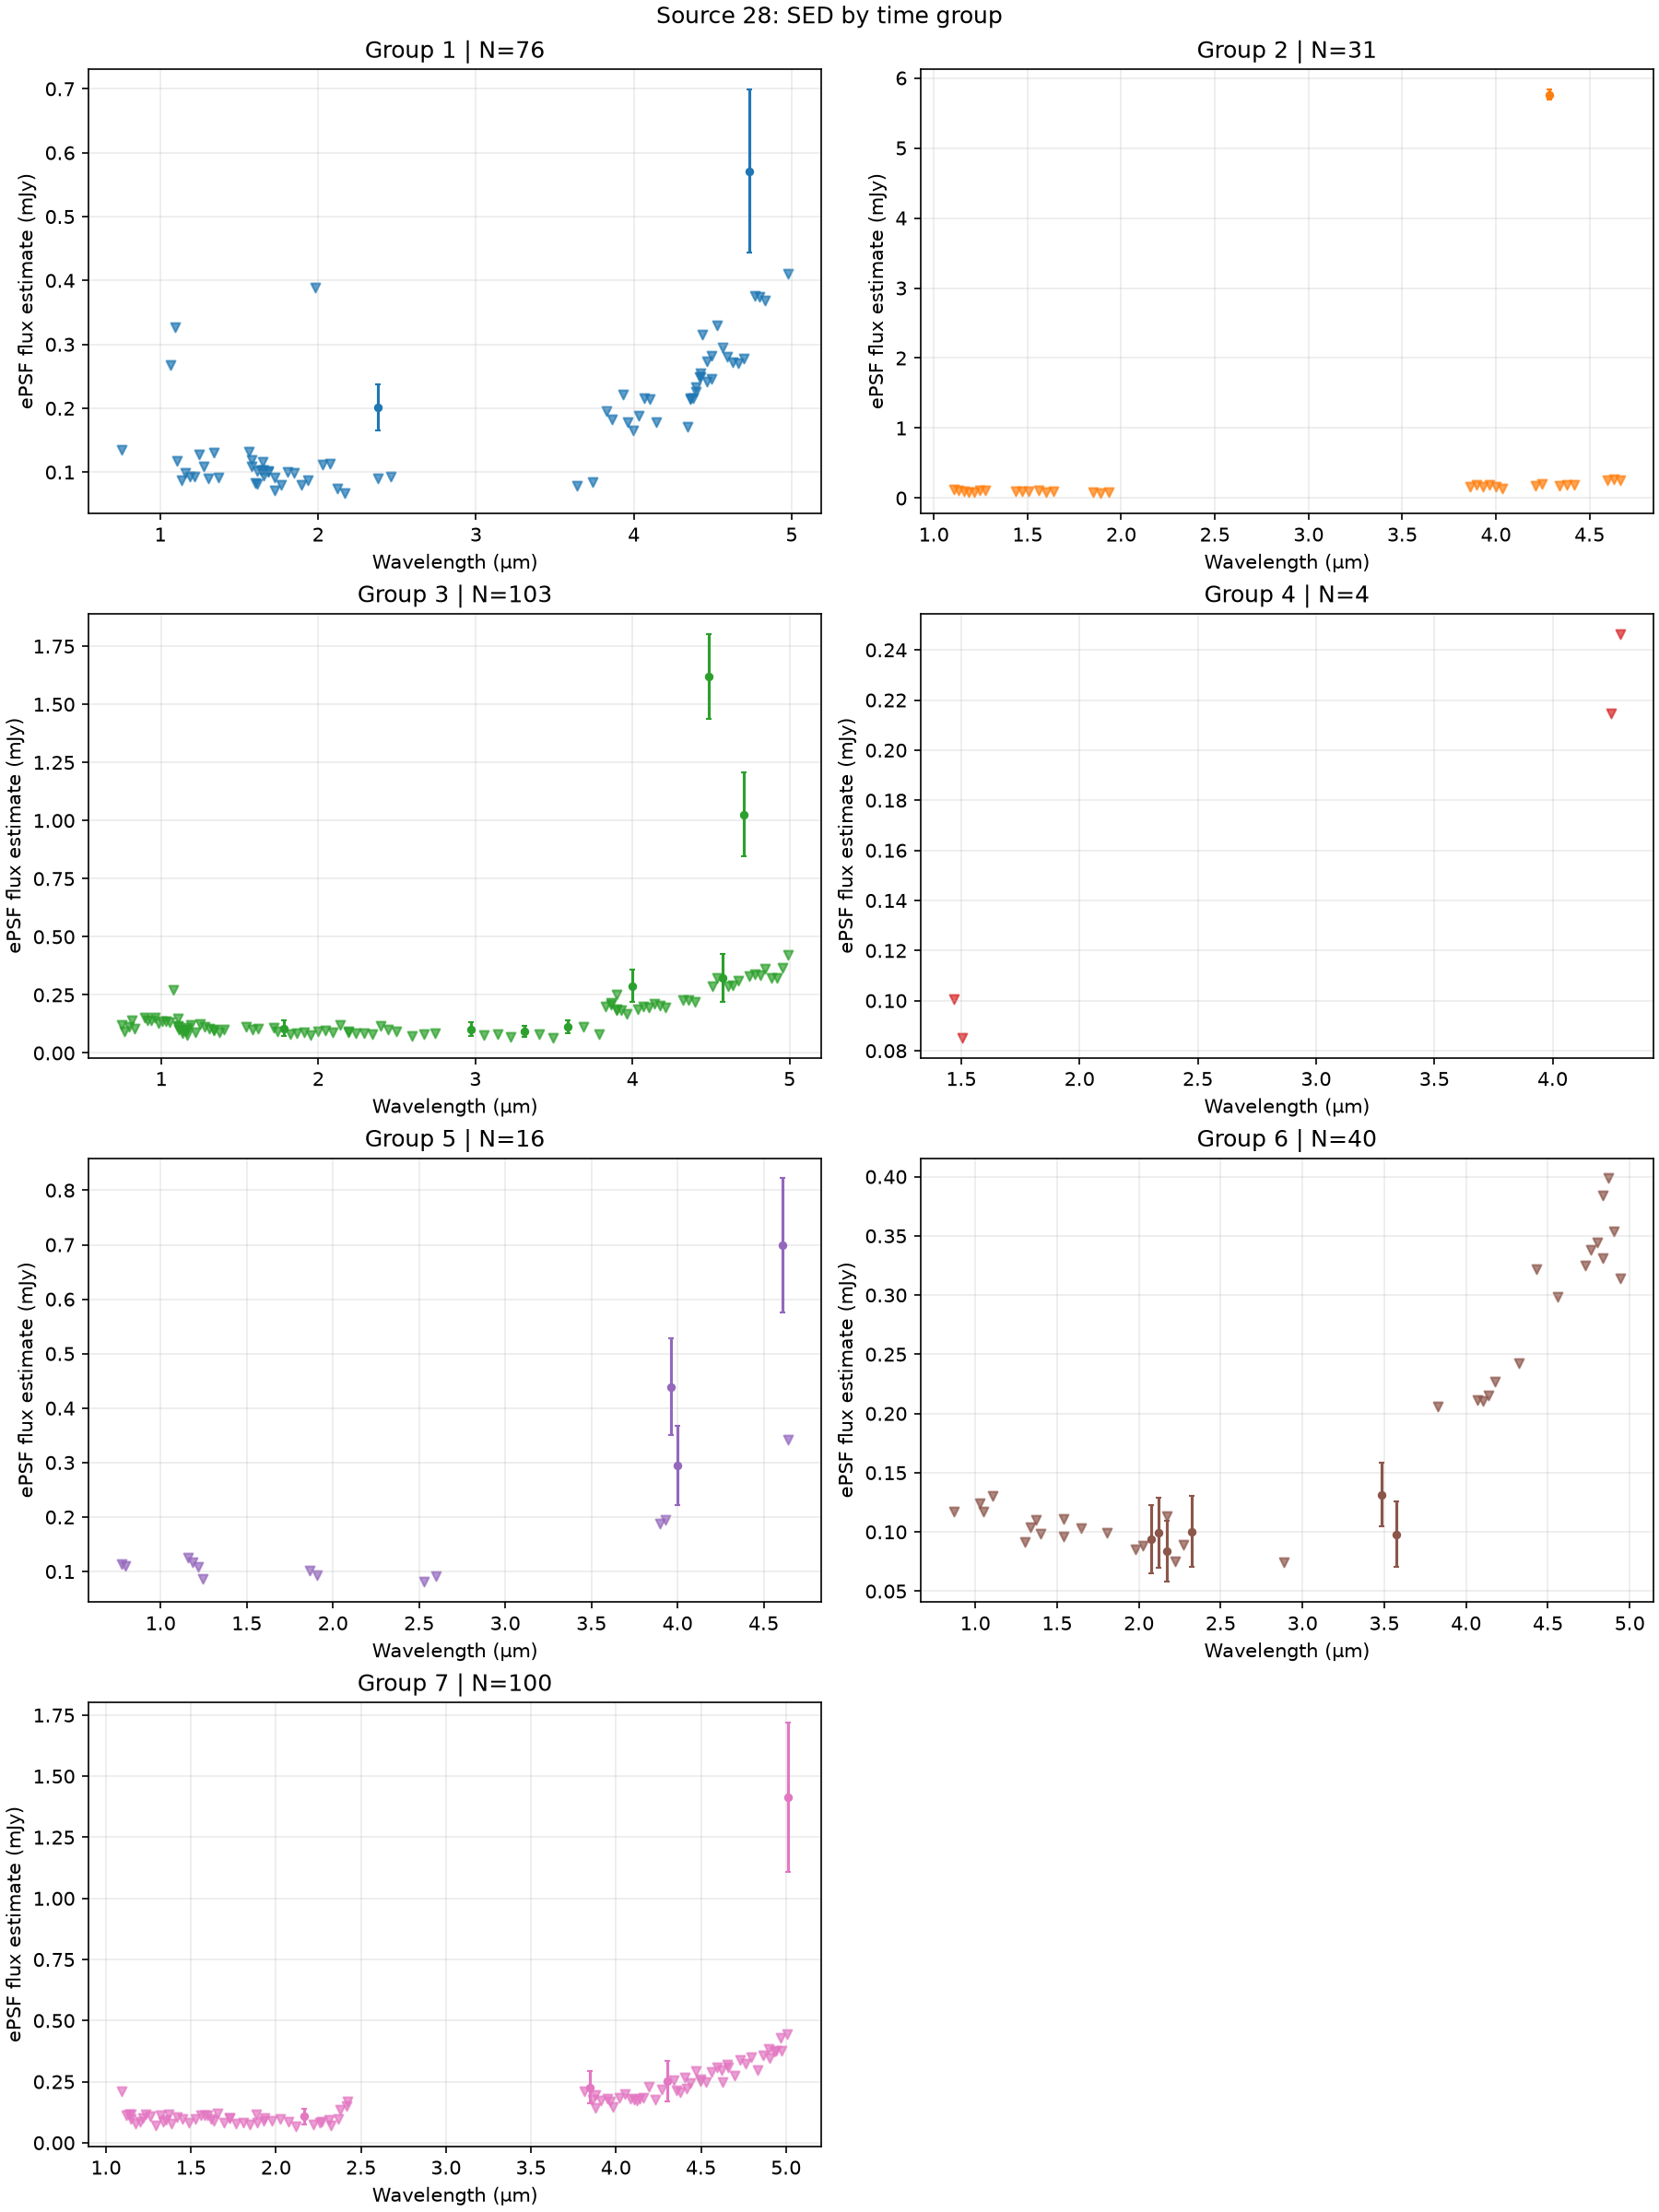 Source 28: SED by time group
Group 1 | N=76
0.7
0.6
0.5
0.4
0.3
0.2
0.1
ePSF flux estimate (mJy)
1 2 3 4 5
Wavelength (μm)
Group 2 | N=31
6
5
4
3
2
1
0
ePSF flux estimate (mJy)
1.0 1.5 2.0 2.5 3.0 3.5 4.0 4.5
Wavelength (μm)
Group 3 | N=103
1.75
1.50
1.25
1.00
0.75
0.50
0.25
0.00
ePSF flux estimate (mJy)
1 2 3 4 5
Wavelength (μm)
Group 4 | N=4
0.24
0.22
0.20
0.18
0.16
0.14
0.12
0.10
0.08
ePSF flux estimate (mJy)
1.5 2.0 2.5 3.0 3.5 4.0
Wavelength (μm)
Group 5 | N=16
0.8
0.7
0.6
0.5
0.4
0.3
0.2
0.1
ePSF flux estimate (mJy)
1.0 1.5 2.0 2.5 3.0 3.5 4.0 4.5
Wavelength (μm)
Group 6 | N=40
0.40
0.35
0.30
0.25
0.20
0.15
0.10
0.05
ePSF flux estimate (mJy)
1.0 1.5 2.0 2.5 3.0 3.5 4.0 4.5 5.0
Wavelength (μm)
Group 7 | N=100
1.75
1.50
1.25
1.00
0.75
0.50
0.25
0.00
ePSF flux estimate (mJy)
1.0 1.5 2.0 2.5 3.0 3.5 4.0 4.5 5.0
Wavelength (μm)